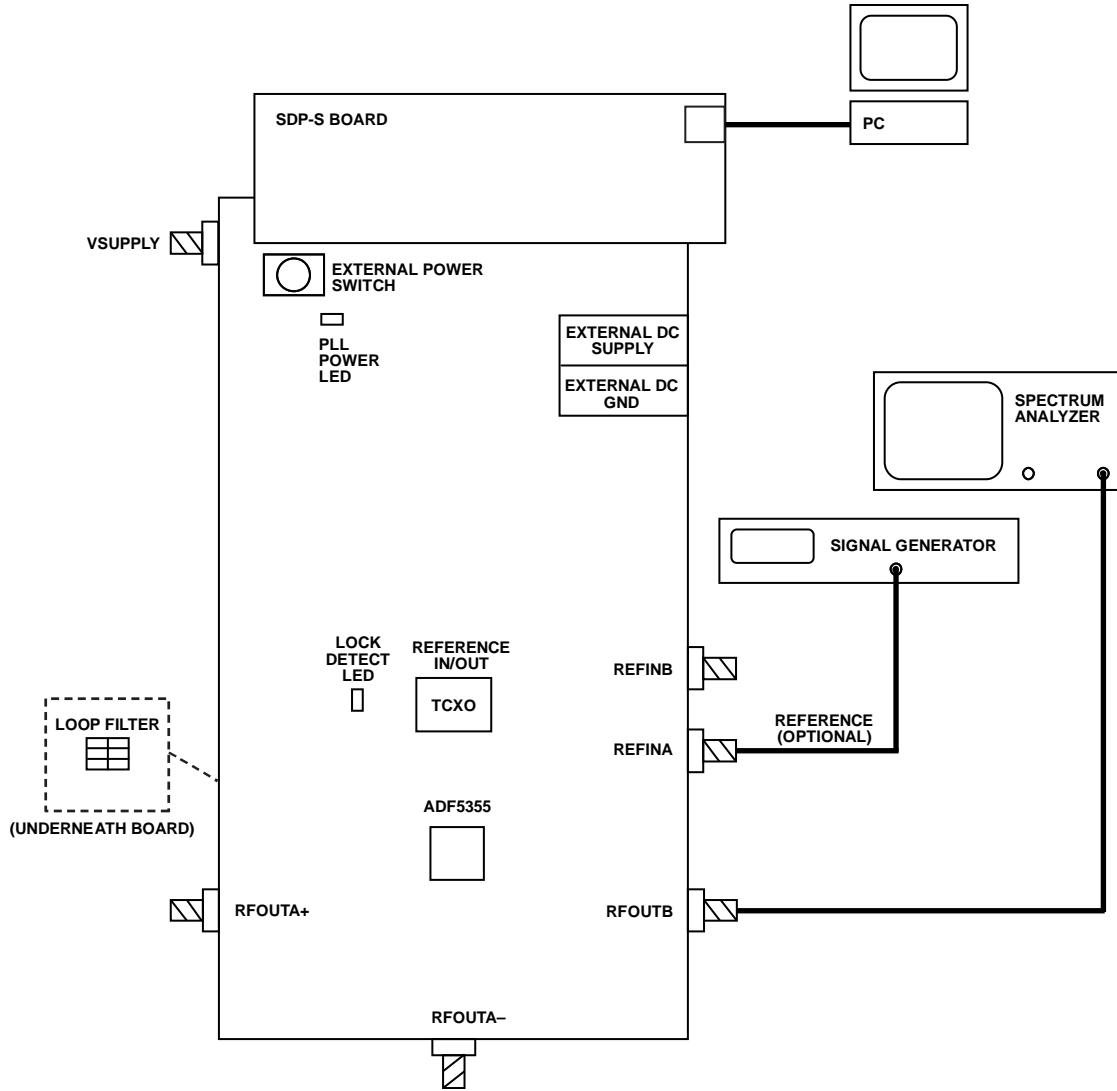 SDP-S BOARD
PC
VSUPPLY
EXTERNAL POWER
SWITCH
PLL
POWER
LED
EXTERNAL DC
SUPPLY
EXTERNAL DC
GND
SPECTRUM
ANALYZER
SIGNAL GENERATOR
LOCK
DETECT
LED
REFERENCE
IN/OUT
TCXO
REFINB
REFINA
REFERENCE
(OPTIONAL)
LOOP FILTER
(UNDERNEATH BOARD)
ADF5355
RFOUTA+
RFOUTB
RFOUTA–